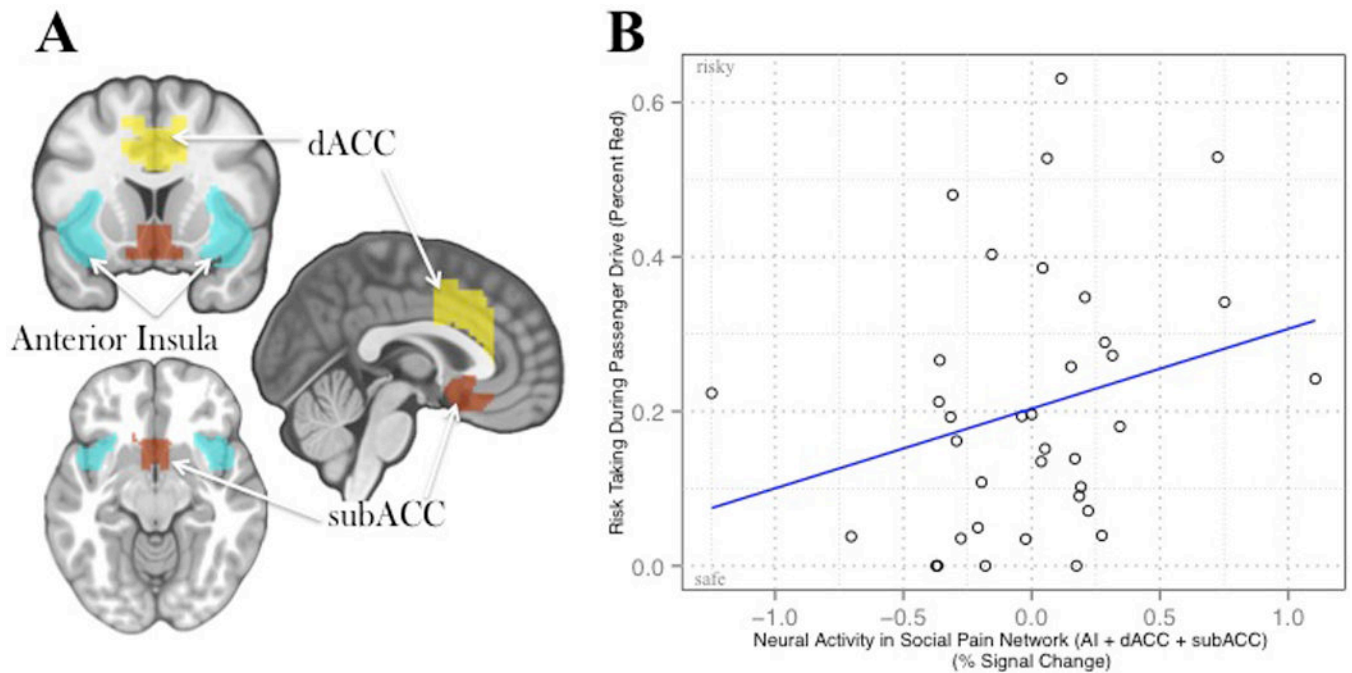 A
dACC
Anterior Insula
subACC
B
risky
safe
Risk Taking During Passenger Drive (Percent Red)
0.6
0.4
0.2
0.0
−1.0
−0.5
0.0
0.5
1.0
Neural Activity in Social Pain Network (AI + dACC + subACC)
(% Signal Change)